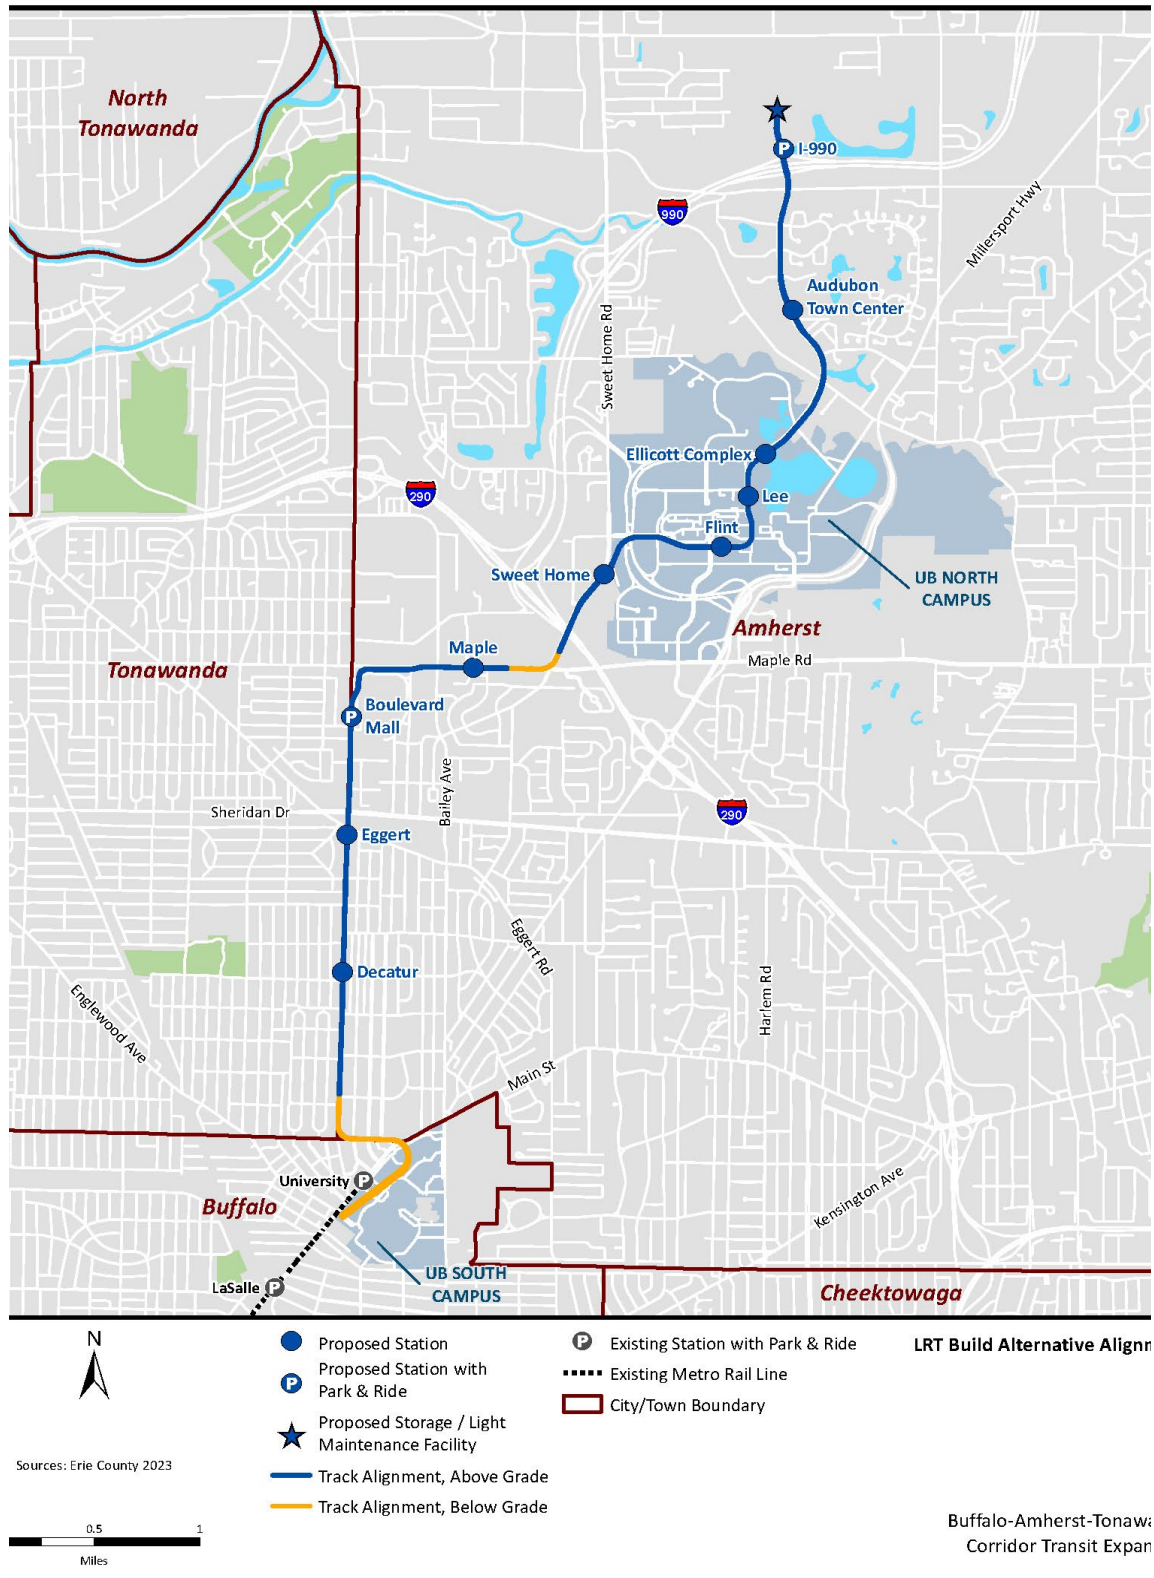 North
Tonawanda
P
I-990
990
Millersport Hwy
Audubon
Town Center
Sweet Home Rd
Ellicott Complex
290
Lee
Flint
Sweet Home
UB NORTH
CAMPUS
Amherst
Maple
Maple Rd
Tonawanda
Boulevard
Mall
P
Bailey Ave
Sheridan Dr
290
Eggert
Eggert Rd
Decatur
Harlem Rd
Englewood Ave
Main St
University P
Kensington Ave
Buffalo
UB SOUTH
CAMPUS
LaSalle P
Cheektowaga
N
Proposed Station
P Proposed Station with
Park & Ride
Proposed Storage / Light
Maintenance Facility
Track Alignment, Above Grade
Track Alignment, Below Grade
P Existing Station with Park & Ride
Existing Metro Rail Line
City/Town Boundary
LRT Build Alternative Alignm
Sources: Erie County 2023
0.5 1
Miles
Buffalo-Amherst-Tonawa
Corridor Transit Expan